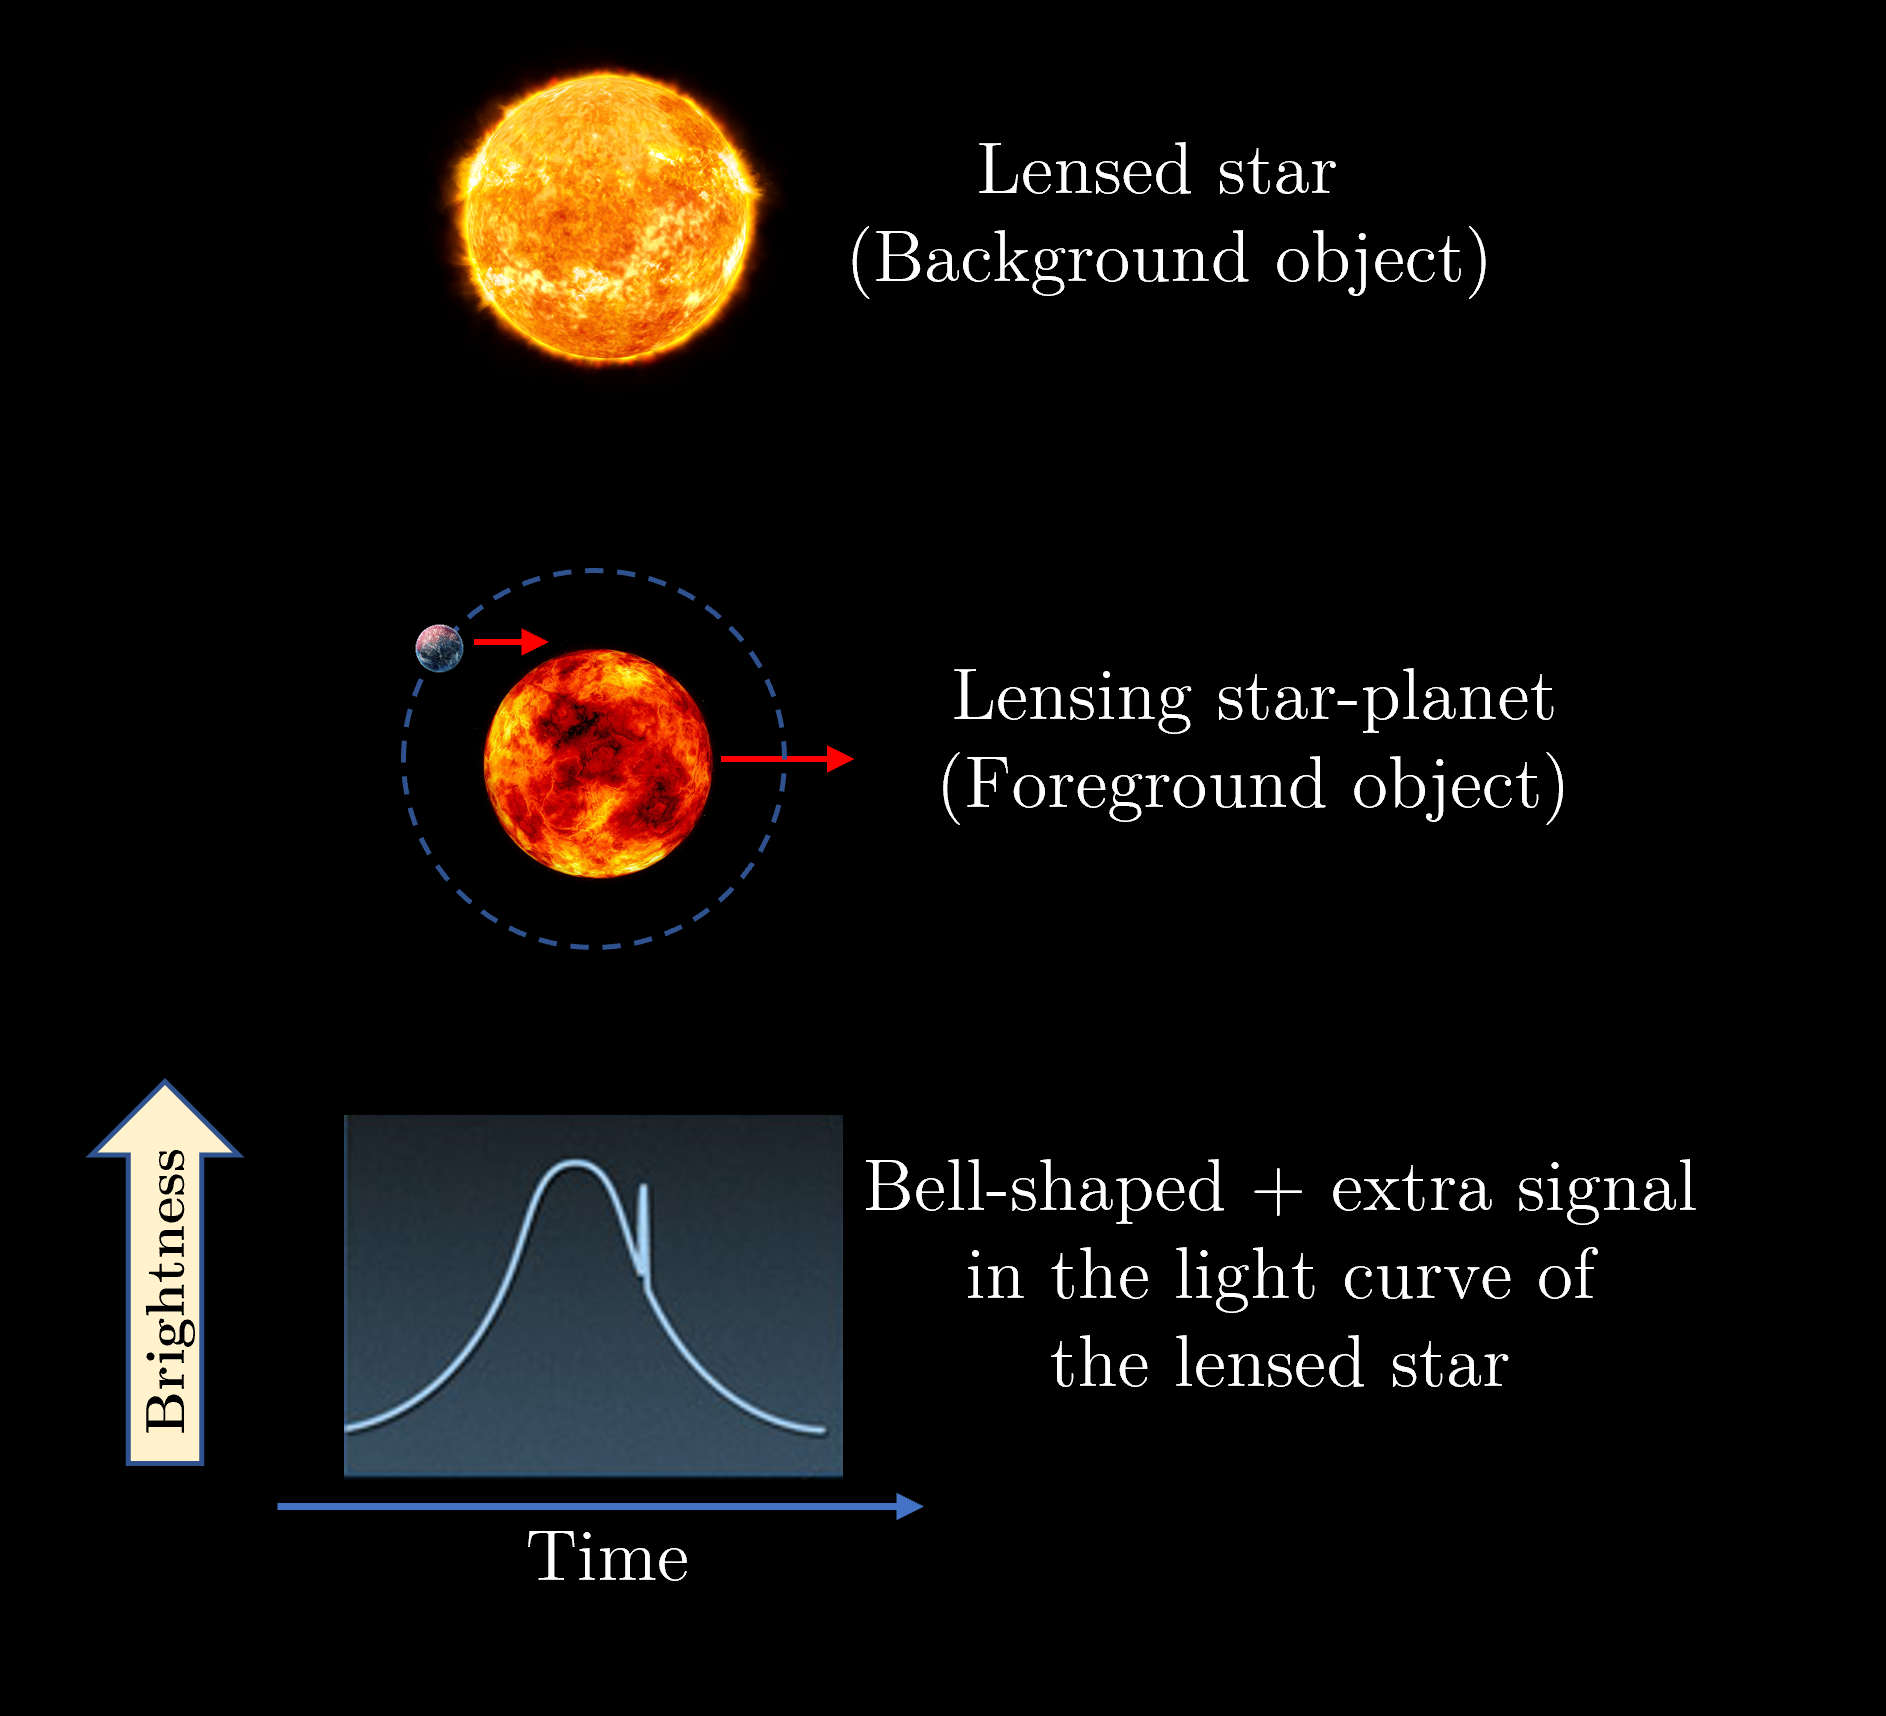 Lensed star
(Background object)
Lensing star-planet
(Foreground object)
Brightness
Bell-shaped + extra signal
in the light curve of
the lensed star
Time